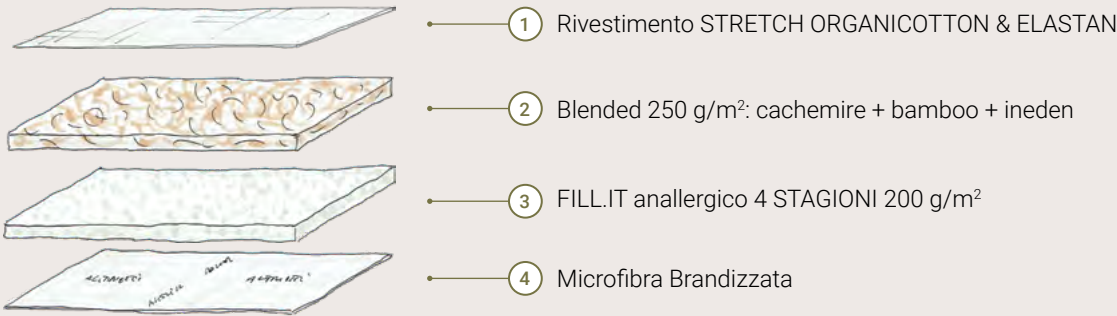 1 Rivestimento STRETCH ORGANICOTTON & ELASTAN
2 Blended 250 g/m²: cachemire + bamboo + ineden
3 FILL.IT anallergico 4 STAGIONI 200 g/m²
4 Microfibra Brandizzata